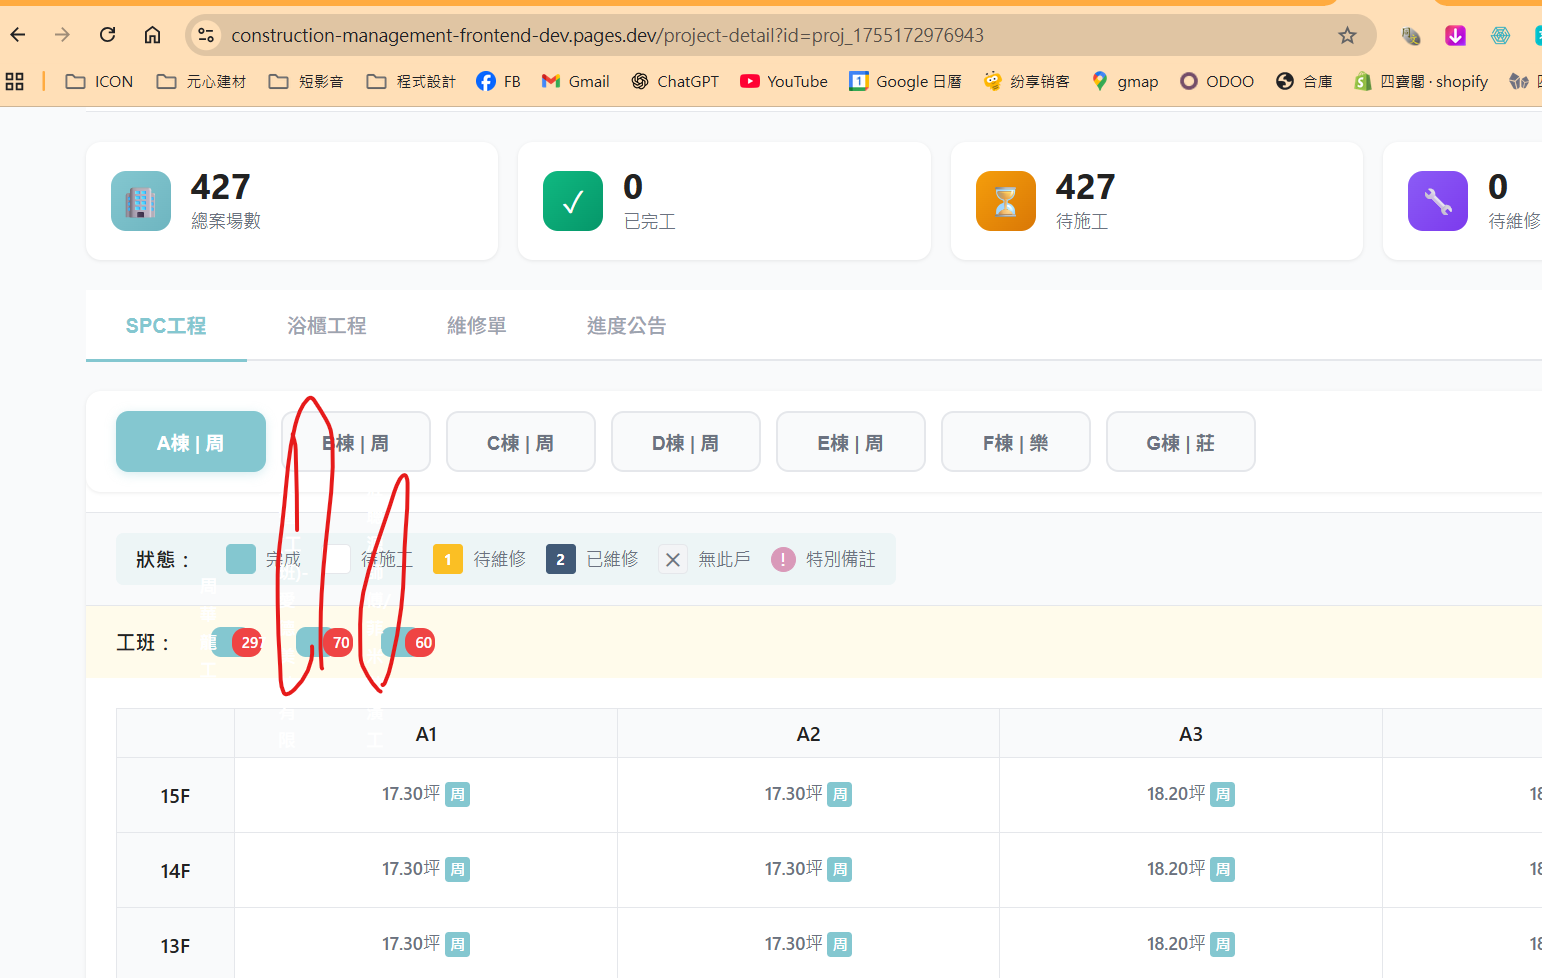 construction-management-frontend-dev.pages.dev/project-detail?id=proj_1755172976943
ICON 元心建材 短影音 程式設計 FB Gmail ChatGPT YouTube Google 日曆 纷享销客 gmap ODOO 合庫 四寶閣 · shopify
427
總案場數
0
已完工
427
待施工
0
待維修
SPC工程 浴櫃工程 維修單 進度公告
A棟 | 周 B棟 | 周 C棟 | 周 D棟 | 周 E棟 | 周 F棟 | 樂 G棟 | 莊
狀態： 完成 待施工 1 待維修 2 已維修 無此戶 ! 特別備註
工班： 297 70 60
A1 A2 A3
15F 17.30坪 周 17.30坪 周 18.20坪 周
14F 17.30坪 周 17.30坪 周 18.20坪 周
13F 17.30坪 周 17.30坪 周 18.20坪 周